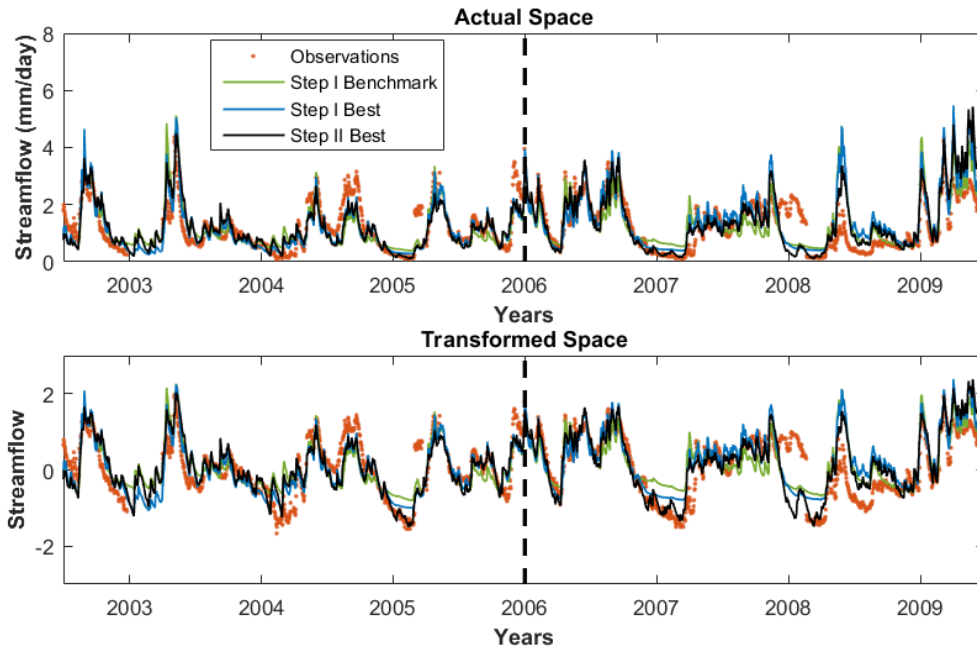 Actual Space
Streamflow (mm/day)
8
6
4
2
0
Observations
Step I Benchmark
Step I Best
Step II Best
2003 2004 2005 2006 2007 2008 2009
Years
Transformed Space
Streamflow
2
0
-2
2003 2004 2005 2006 2007 2008 2009
Years